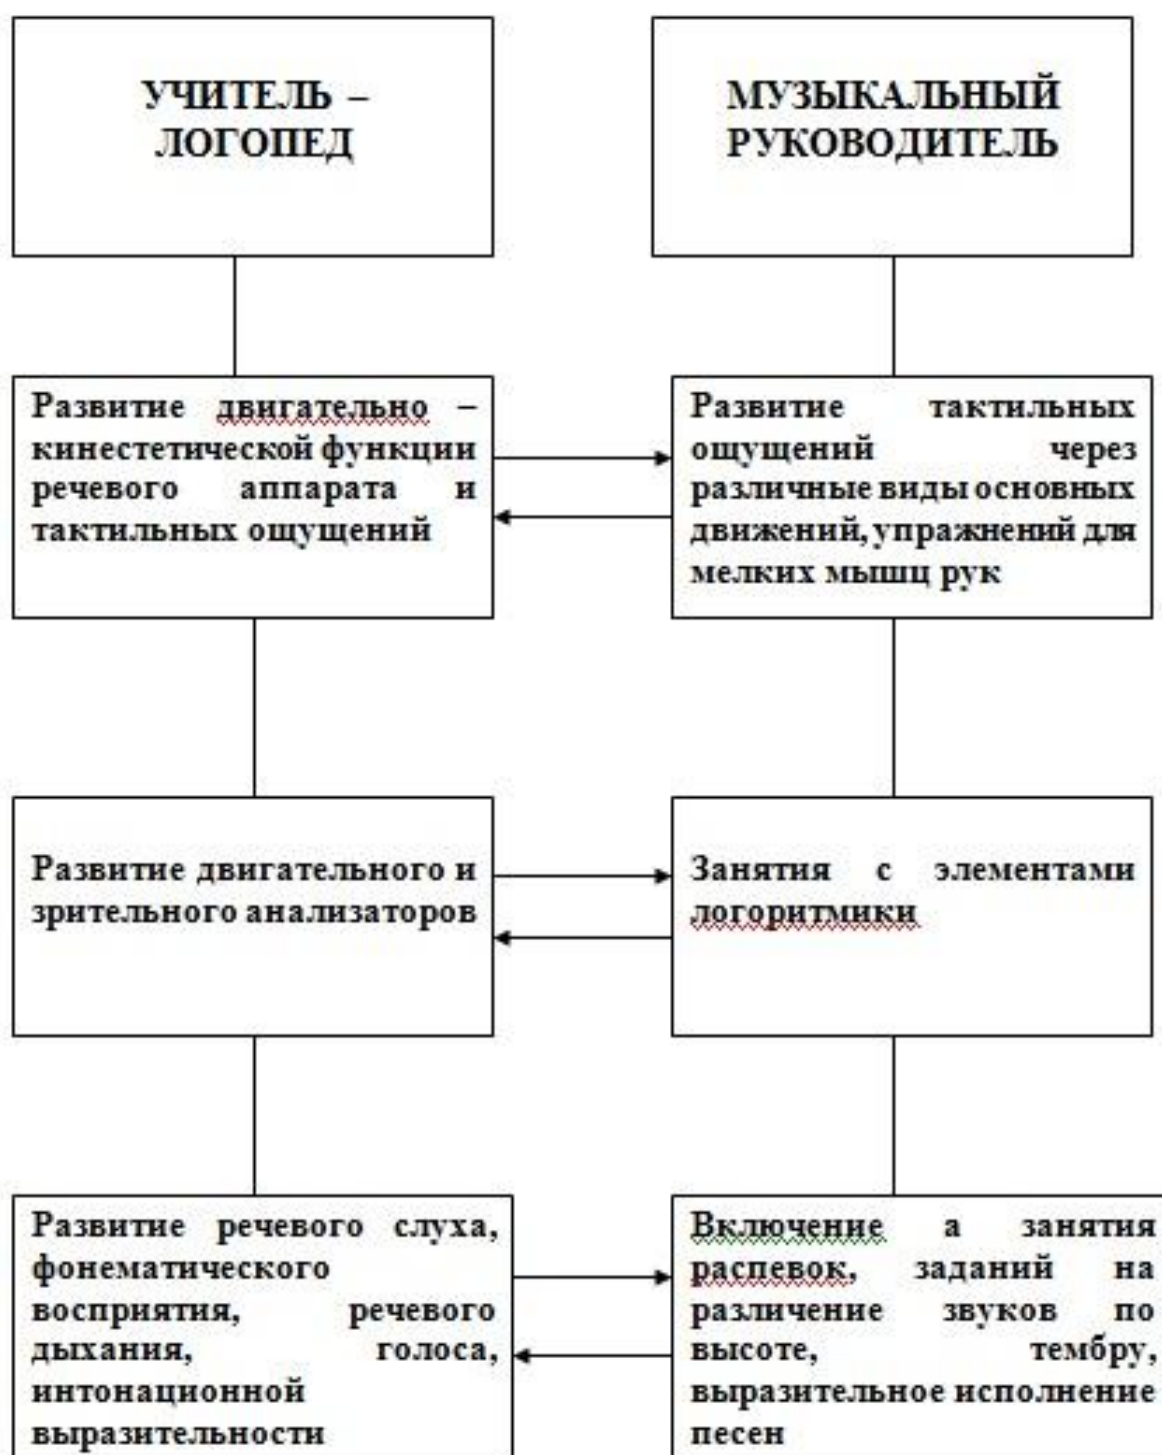 УЧИТЕЛЬ –
ЛОГОПЕД
МУЗЫКАЛЬНЫЙ
РУКОВОДИТЕЛЬ
Развитие двигательно –
кинестетической функции
речевого аппарата и
тактильных ощущений
Развитие тактильных
ощущений через
различные виды основных
движений, упражнений для
мелких мышц рук
Развитие двигательного и
зрительного анализаторов
Занятия с элементами
логоритмики
Развитие речевого слуха,
фонематического
восприятия, речевого
дыхания, голоса,
интонационной
выразительности
Включение а занятия
распевок, заданий на
различение звуков по
высоте, тембру,
выразительное исполнение
песен